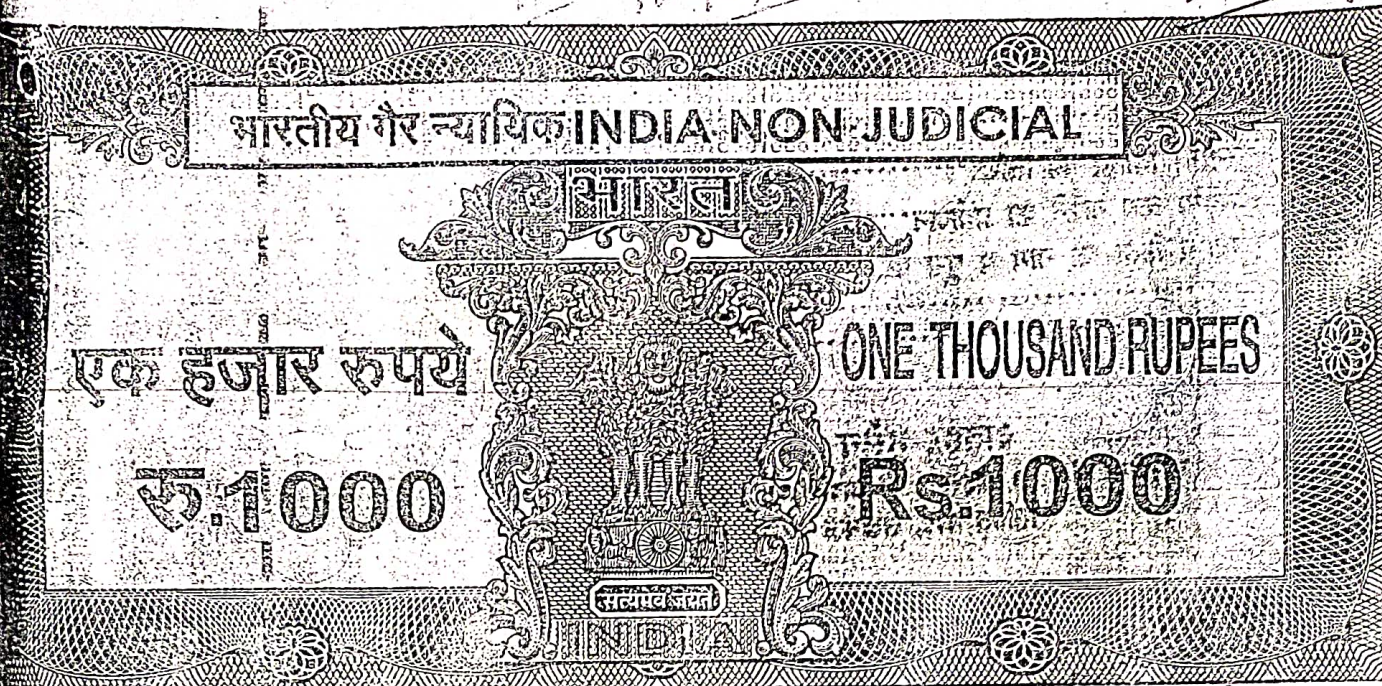 भारतीय गैर न्यायिक INDIA NON JUDICIAL
भारत
एक हजार रुपये
ONE THOUSAND RUPEES
रु.1000
Rs.1000
सत्यमेव जयते
INDIA